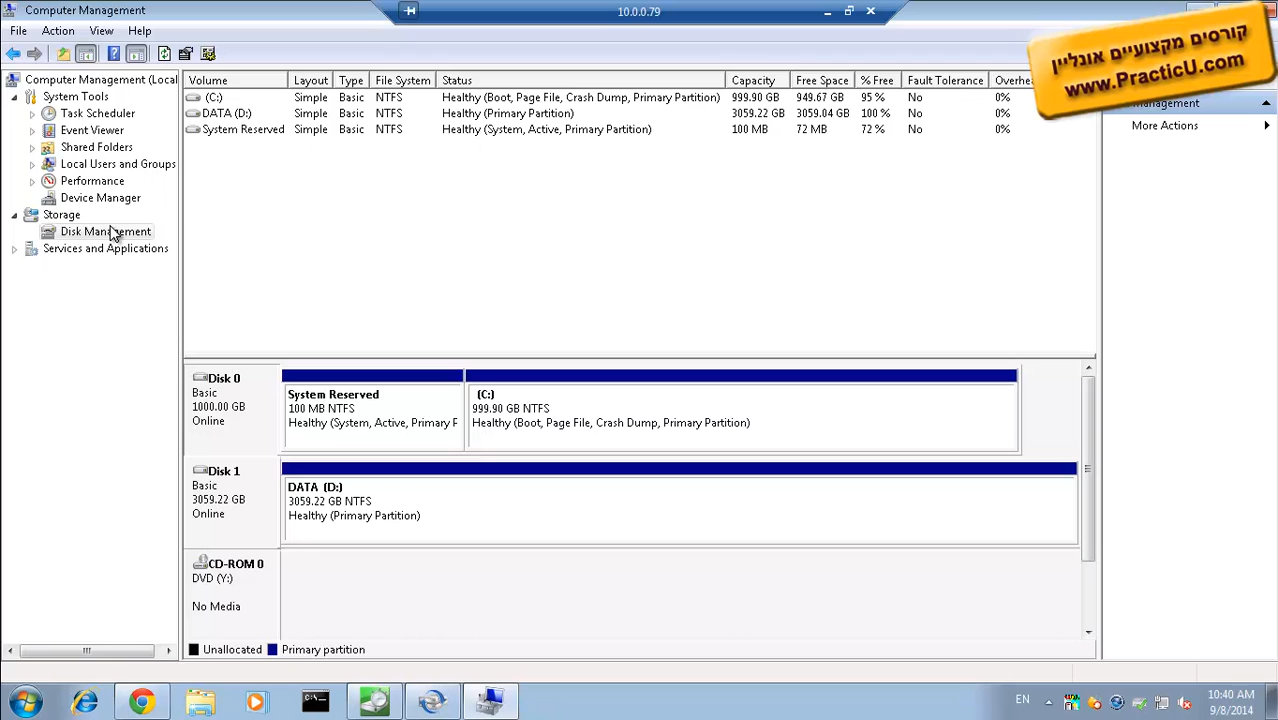 Computer Management
10.0.0.79
File Action View Help
קורסים מקצועיים אונליין
www.PracticU.com
Computer Management (Local
System Tools
Task Scheduler
Event Viewer
Shared Folders
Local Users and Groups
Performance
Device Manager
Storage
Disk Management
Services and Applications
Volume Layout Type File System Status Capacity Free Space % Free Fault Tolerance Overhe
(C:) Simple Basic NTFS Healthy (Boot, Page File, Crash Dump, Primary Partition) 999.90 GB 949.67 GB 95 % No 0%
DATA (D:) Simple Basic NTFS Healthy (Primary Partition) 3059.22 GB 3059.04 GB 100 % No 0%
System Reserved Simple Basic NTFS Healthy (System, Active, Primary Partition) 100 MB 72 MB 72 % No 0%
Management
More Actions
Disk 0
Basic
1000.00 GB
Online
System Reserved
100 MB NTFS
Healthy (System, Active, Primary P
(C:)
999.90 GB NTFS
Healthy (Boot, Page File, Crash Dump, Primary Partition)
Disk 1
Basic
3059.22 GB
Online
DATA (D:)
3059.22 GB NTFS
Healthy (Primary Partition)
CD-ROM 0
DVD (Y:)
No Media
Unallocated Primary partition
EN
10:40 AM
9/8/2014